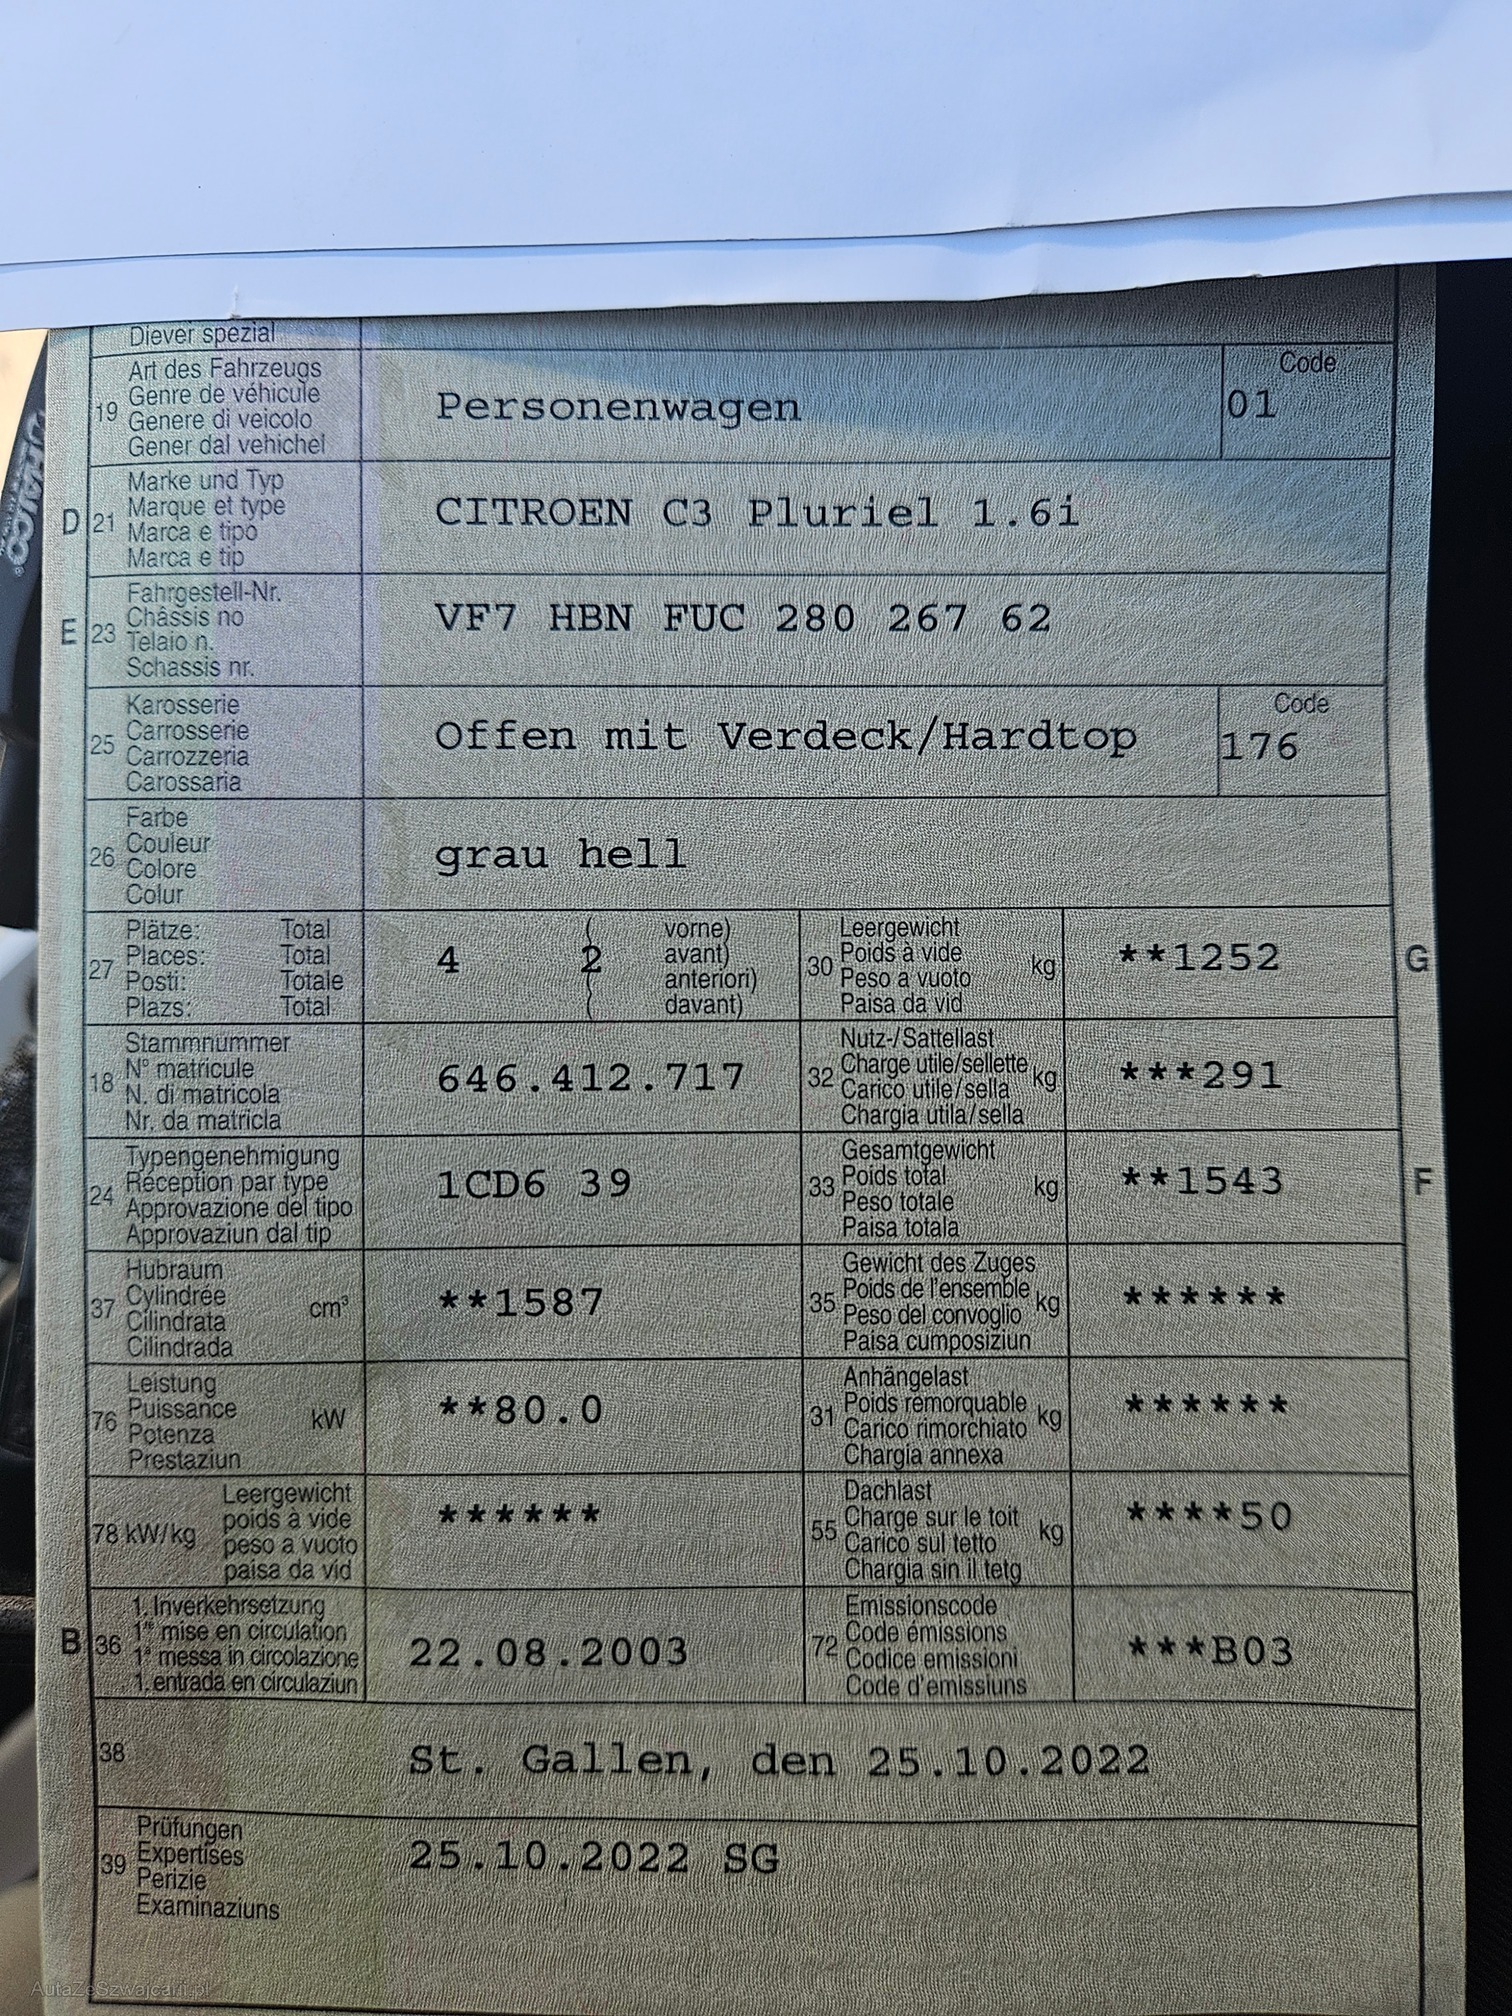 Diever spezial
19 Art des Fahrzeugs
Genre de véhicule
Genere di veicolo
Gener dal vehichel
Personenwagen
Code
01
D 21 Marke und Typ
Marque et type
Marca e tipo
Marca e tip
CITROEN C3 Pluriel 1.6i
E 23 Fahrgestell-Nr.
Châssis no
Telaio n.
Schassis nr.
VF7 HBN FUC 280 267 62
25 Karosserie
Carrosserie
Carrozzeria
Carossaria
Offen mit Verdeck/Hardtop
Code
176
26 Farbe
Couleur
Colore
Colur
grau hell
27 Plätze: Total
Places: Total
Posti: Totale
Plazs: Total
4 ( 2 vorne)
avant)
anteriori)
( davant)
30 Leergewicht
Poids à vide
Peso a vuoto
Paisa da vid
kg
**1252
G
18 Stammnummer
N° matricule
N. di matricola
Nr. da matricla
646.412.717
32 Nutz-/Sattellast
Charge utile/sellette
Carico utile/sella
Chargia utila/sella
kg
***291
24 Typengenehmigung
Réception par type
Approvazione del tipo
Approvaziun dal tip
1CD6 39
33 Gesamtgewicht
Poids total
Peso totale
Paisa totala
kg
**1543
F
37 Hubraum
Cylindrée
Cilindrata
Cilindrada
cm³
**1587
35 Gewicht des Zuges
Poids de l'ensemble
Peso del convoglio
Paisa cumposiziun
kg
******
76 Leistung
Puissance
Potenza
Prestaziun
kW
**80.0
31 Anhängelast
Poids remorquable
Carico rimorchiato
Chargia annexa
kg
******
78 kW/kg Leergewicht
poids à vide
peso a vuoto
paisa da vid
******
55 Dachlast
Charge sur le toit
Carico sul tetto
Chargia sin il tetg
kg
****50
B 36 1. Inverkehrsetzung
1re mise en circulation
1a messa in circolazione
1. entrada en circulaziun
22.08.2003
72 Emissionscode
Code émissions
Codice emissioni
Code d'emissiuns
***B03
38 St. Gallen, den 25.10.2022
39 Prüfungen
Expertises
Perizie
Examinaziuns
25.10.2022 SG
AutaZeSzwajcarii.pl